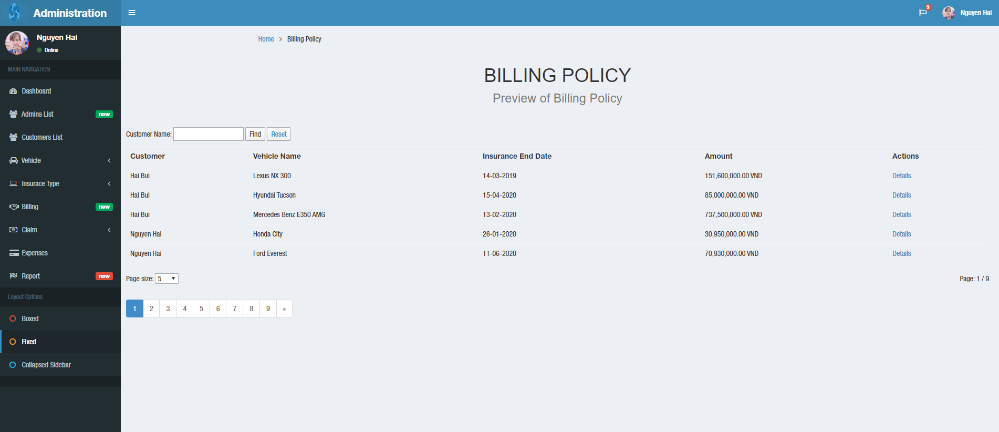 Administration
3
Nguyen Hai
Nguyen Hai
Online
MAIN NAVIGATION
Dashboard
Admins List new
Customers List
Vehicle
Insurace Type
Billing new
Claim
Expenses
Report new
Layout Options
Boxed
Fixed
Collapsed Sidebar
Home > Billing Policy
BILLING POLICY
Preview of Billing Policy
Customer Name: Find Reset
Customer Vehicle Name Insurance End Date Amount Actions
Hai Bui Lexus NX 300 14-03-2019 151,600,000.00 VND Details
Hai Bui Hyundai Tucson 15-04-2020 85,000,000.00 VND Details
Hai Bui Mercedes Benz E350 AMG 13-02-2020 737,500,000.00 VND Details
Nguyen Hai Honda City 26-01-2020 30,950,000.00 VND Details
Nguyen Hai Ford Everest 11-06-2020 70,930,000.00 VND Details
Page size: 5 Page: 1 / 9
1 2 3 4 5 6 7 8 9 »